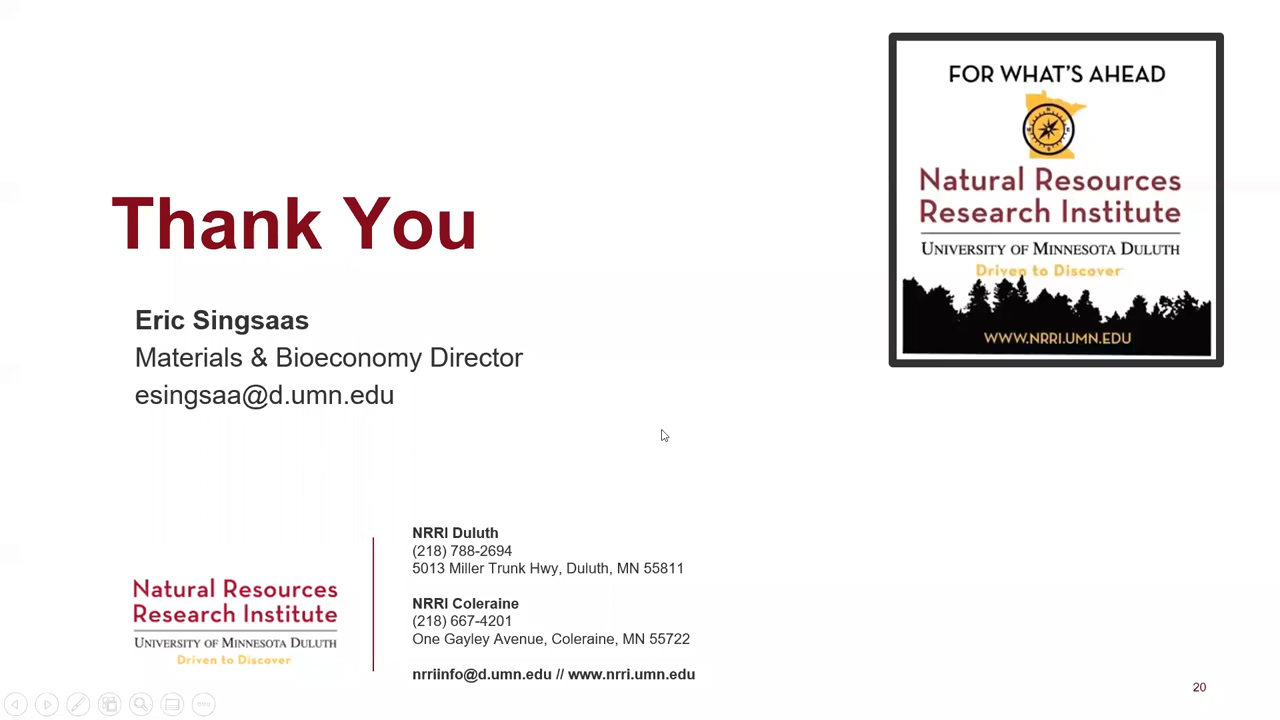 FOR WHAT'S AHEAD
Natural Resources
Research Institute
UNIVERSITY OF MINNESOTA DULUTH
Driven to Discover
WWW.NRRI.UMN.EDU
Thank You
Eric Singsaas
Materials & Bioeconomy Director
esingsaa@d.umn.edu
Natural Resources
Research Institute
UNIVERSITY OF MINNESOTA DULUTH
Driven to Discover
NRRI Duluth
(218) 788-2694
5013 Miller Trunk Hwy, Duluth, MN 55811
NRRI Coleraine
(218) 667-4201
One Gayley Avenue, Coleraine, MN 55722
nrriinfo@d.umn.edu // www.nrri.umn.edu
20